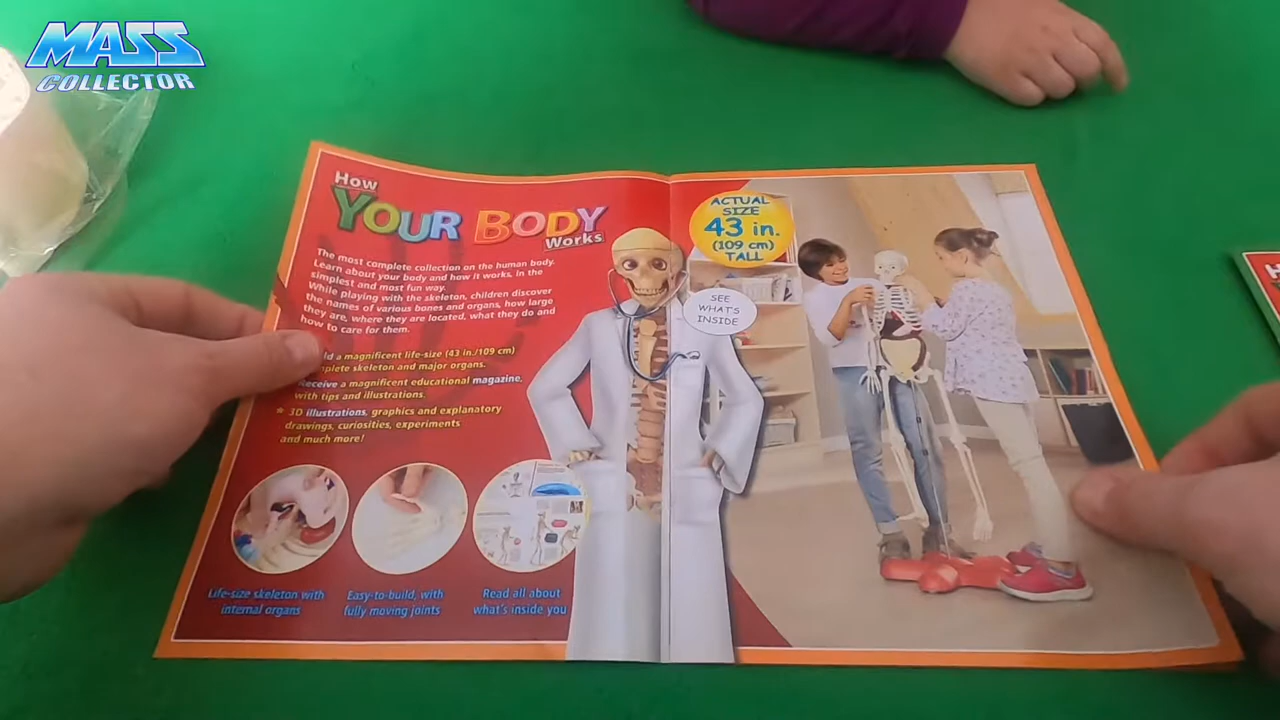 MASS
COLLECTOR
How
YOUR BODY
Works
The most complete collection on the human body.
Learn about your body and how it works, in the
simplest and most fun way.
While playing with the skeleton, children discover
the names of various bones and organs, how large
they are, where they are located, what they do and
how to care for them.
a magnificent life-size (43 in./109 cm)
skeleton and major organs.
Receive a magnificent educational magazine,
with tips and illustrations.
* 3D illustrations, graphics and explanatory
drawings, curiosities, experiments
and much more!
Life-size skeleton with
internal organs
Easy-to-build, with
fully moving joints
Read all about
what's inside you
SEE
WHAT'S
INSIDE
ACTUAL
SIZE
43 in.
(109 cm)
TALL